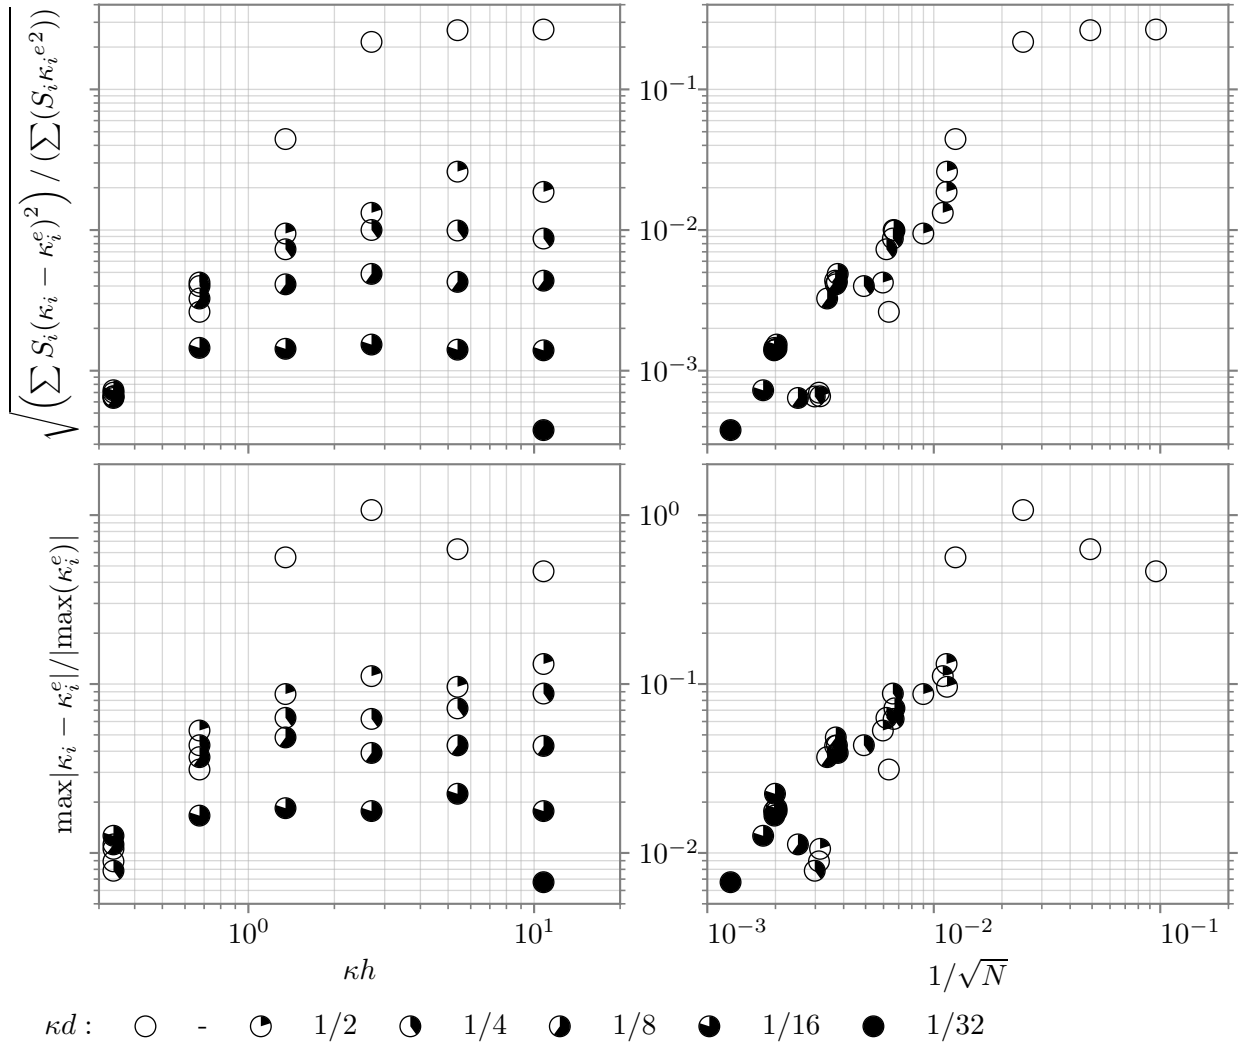 √(∑ S_i(κ_i − κ_i^e)^2) / (∑(S_i κ_i^e2))
10^−1
10^−2
10^−3
max|κ_i − κ_i^e|/|max(κ_i^e)|
10^0
10^−1
10^−2
10^0 10^1
10^−3 10^−2 10^−1
κh
1/√N
κd : - 1/2 1/4 1/8 1/16 1/32